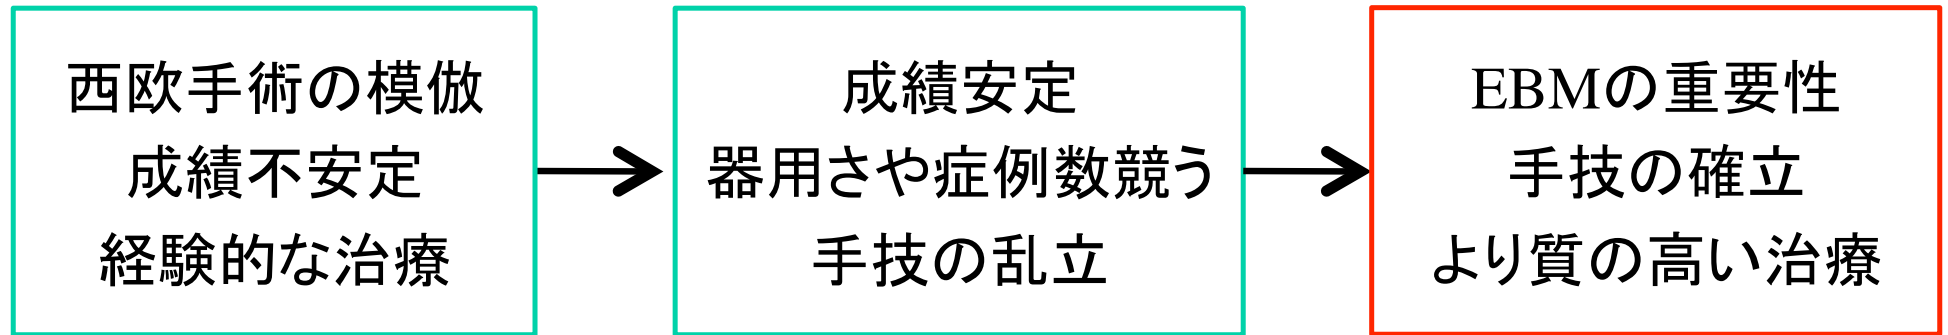 西欧手術の模倣
成績不安定
経験的な治療
成績安定
器用さや症例数競う
手技の乱立
EBMの重要性
手技の確立
より質の高い治療